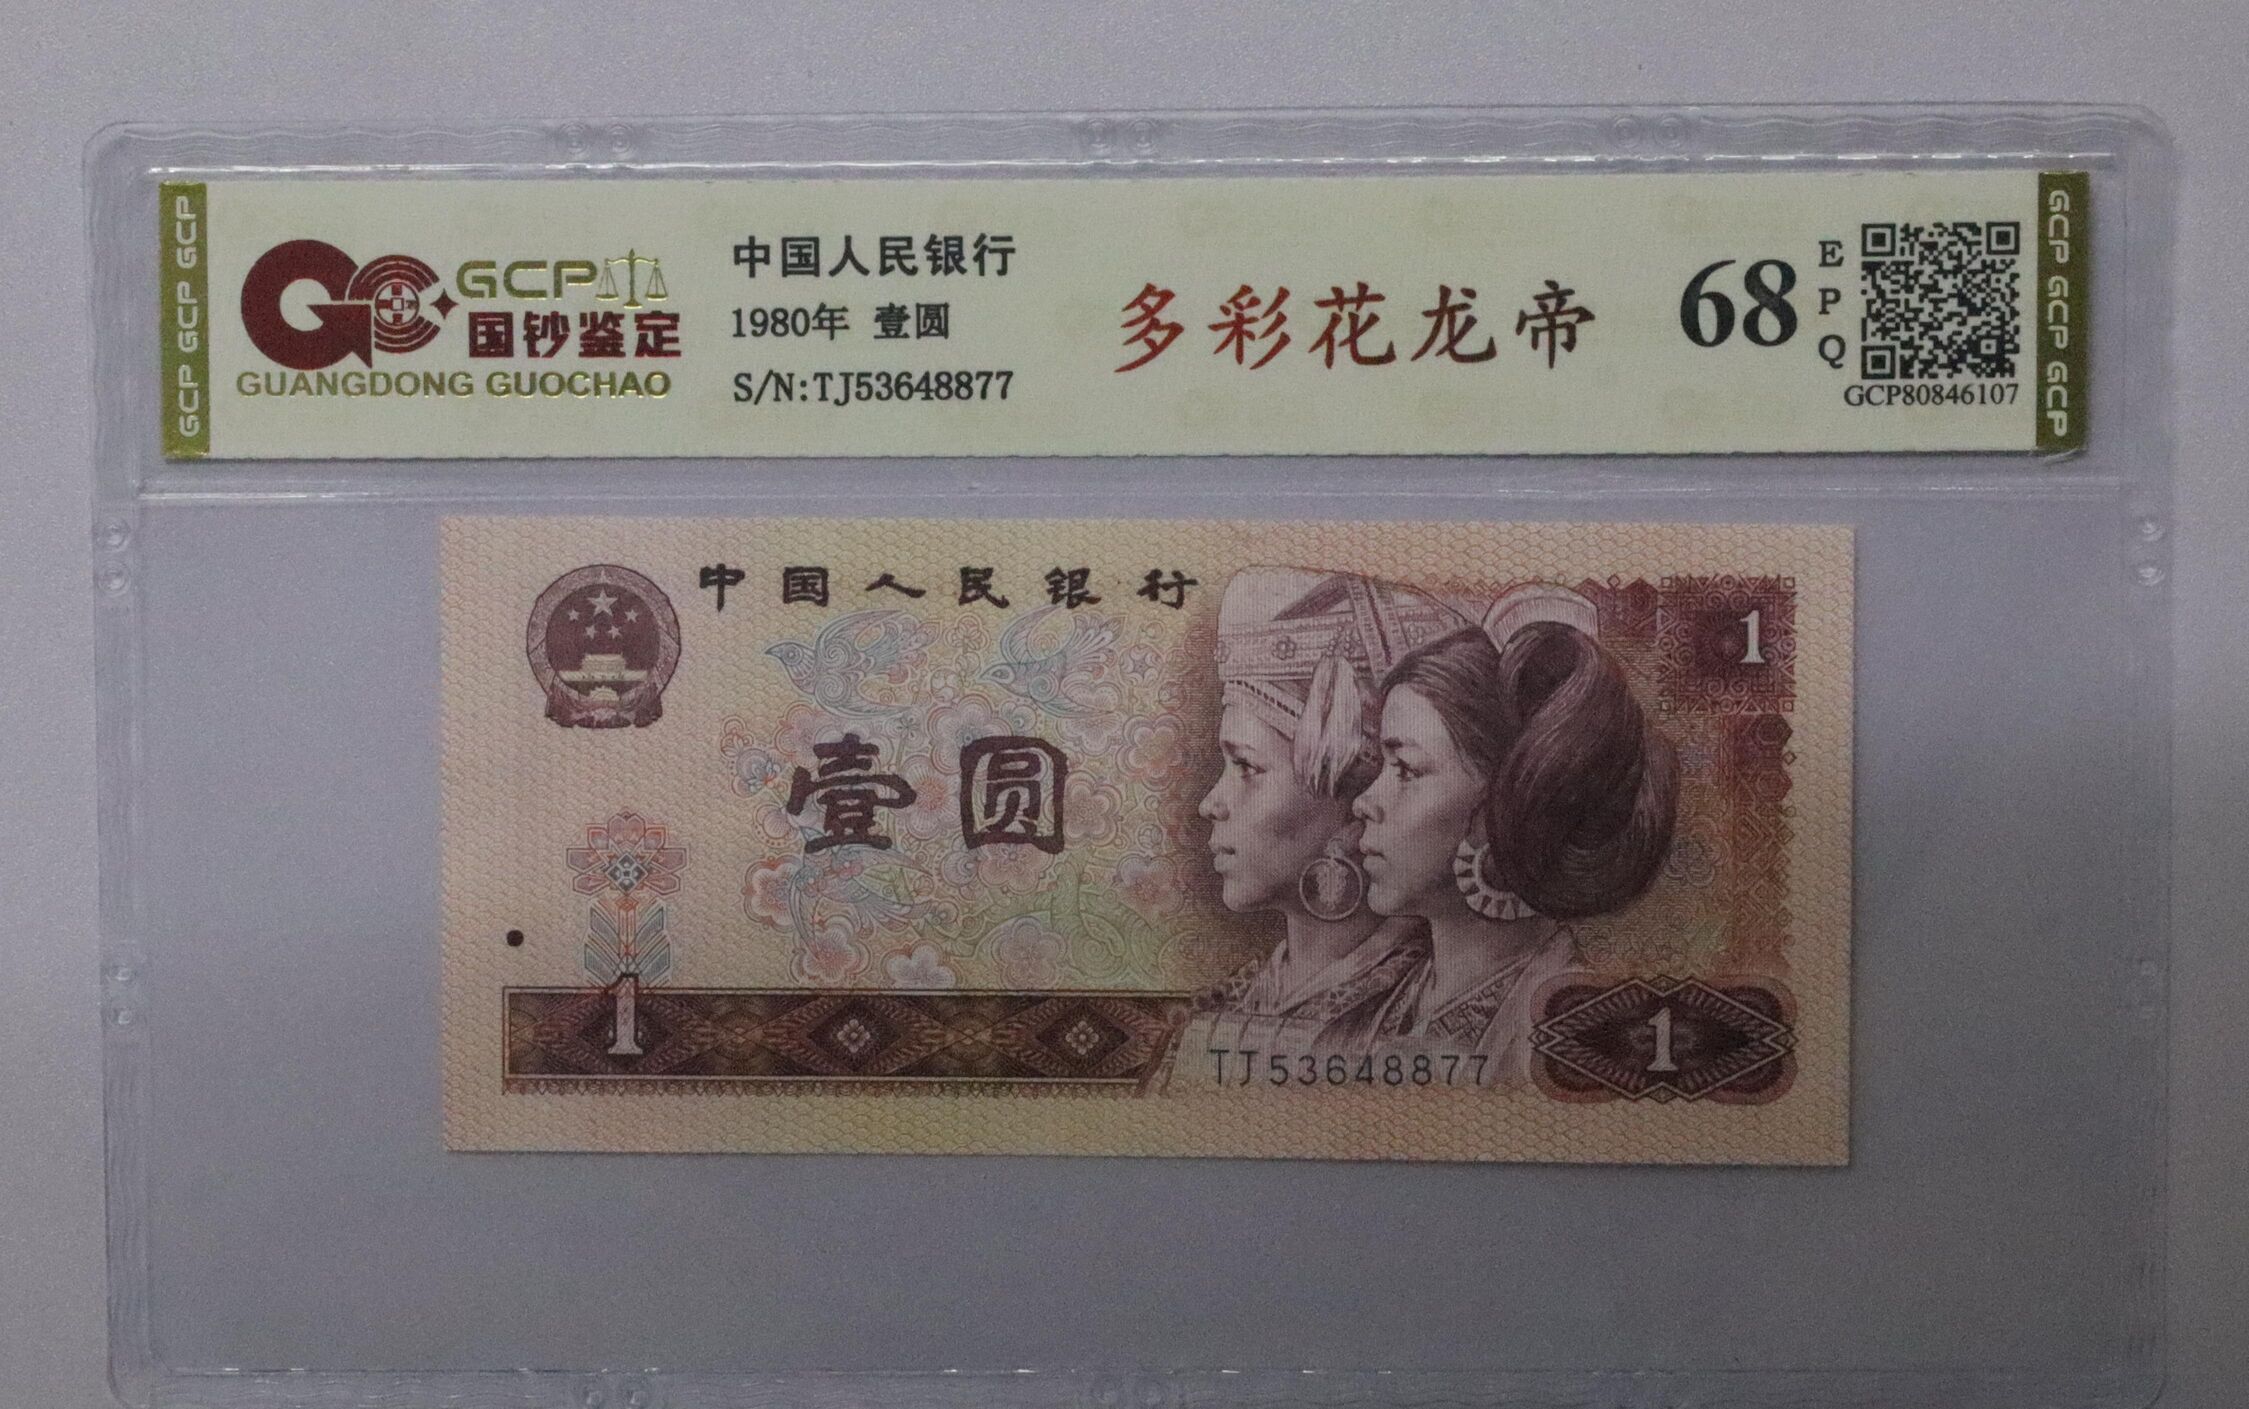 GCP
国钞鉴定
GUANGDONG GUOCHAO
中国人民银行
1980年 壹圆
S/N:TJ53648877
多彩花龙帝
68
EPQ
GCP80846107
GCP GCP GCP
GCP GCP GCP
中国人民银行
1
壹圆
1
1
TJ53648877